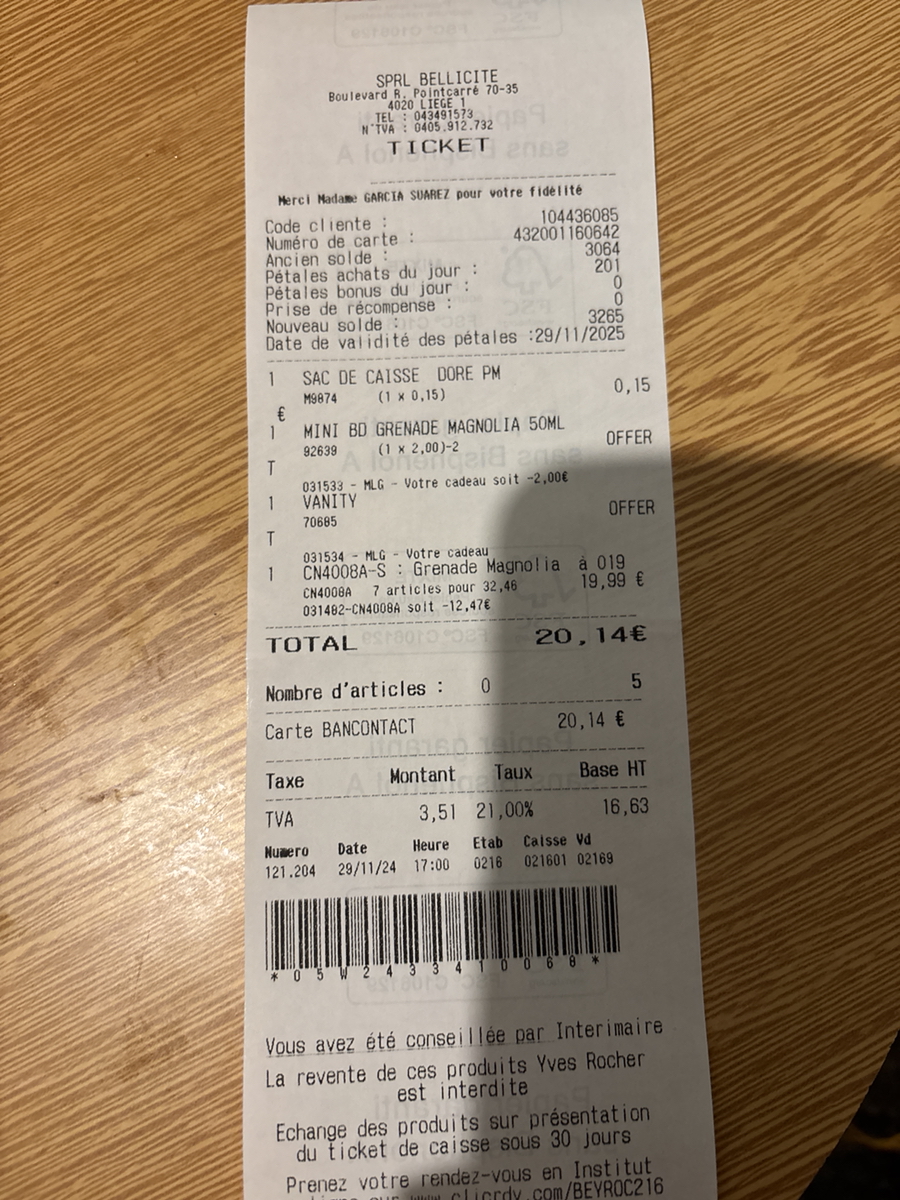 SPRL BELLICITE
Boulevard R. Pointcarré 70-35
4020 LIEGE 1
TEL : 043491573
N°TVA : 0405.912.732
TICKET
Merci Madame GARCIA SUAREZ pour votre fidélité
Code cliente : 104436085
Numéro de carte : 432001160642
Ancien solde : 3064
Pétales achats du jour : 201
Pétales bonus du jour : 0
Prise de récompense : 0
Nouveau solde : 3265
Date de validité des pétales :29/11/2025
1 SAC DE CAISSE DORE PM 0,15
M9874 (1 x 0,15)
€
1 MINI BD GRENADE MAGNOLIA 50ML OFFER
92639 (1 x 2,00)-2
T
031533 - MLG - Votre cadeau soit -2,00€
1 VANITY OFFER
70685
T
031534 - MLG - Votre cadeau
1 CN4008A-S : Grenade Magnolia à 019
CN4008A 7 articles pour 32,46 19,99 €
031482-CN4008A soit -12,47€
TOTAL 20,14€
Nombre d'articles : 0 5
Carte BANCONTACT 20,14 €
Taxe Montant Taux Base HT
TVA 3,51 21,00% 16,63
Numero Date Heure Etab Caisse Vd
121.204 29/11/24 17:00 0216 021601 02169
*05W2433410068*
Vous avez été conseillée par Interimaire
La revente de ces produits Yves Rocher
est interdite
Echange des produits sur présentation
du ticket de caisse sous 30 jours
Prenez votre rendez-vous en Institut
sur www.clicrdv.com/BEYROC216